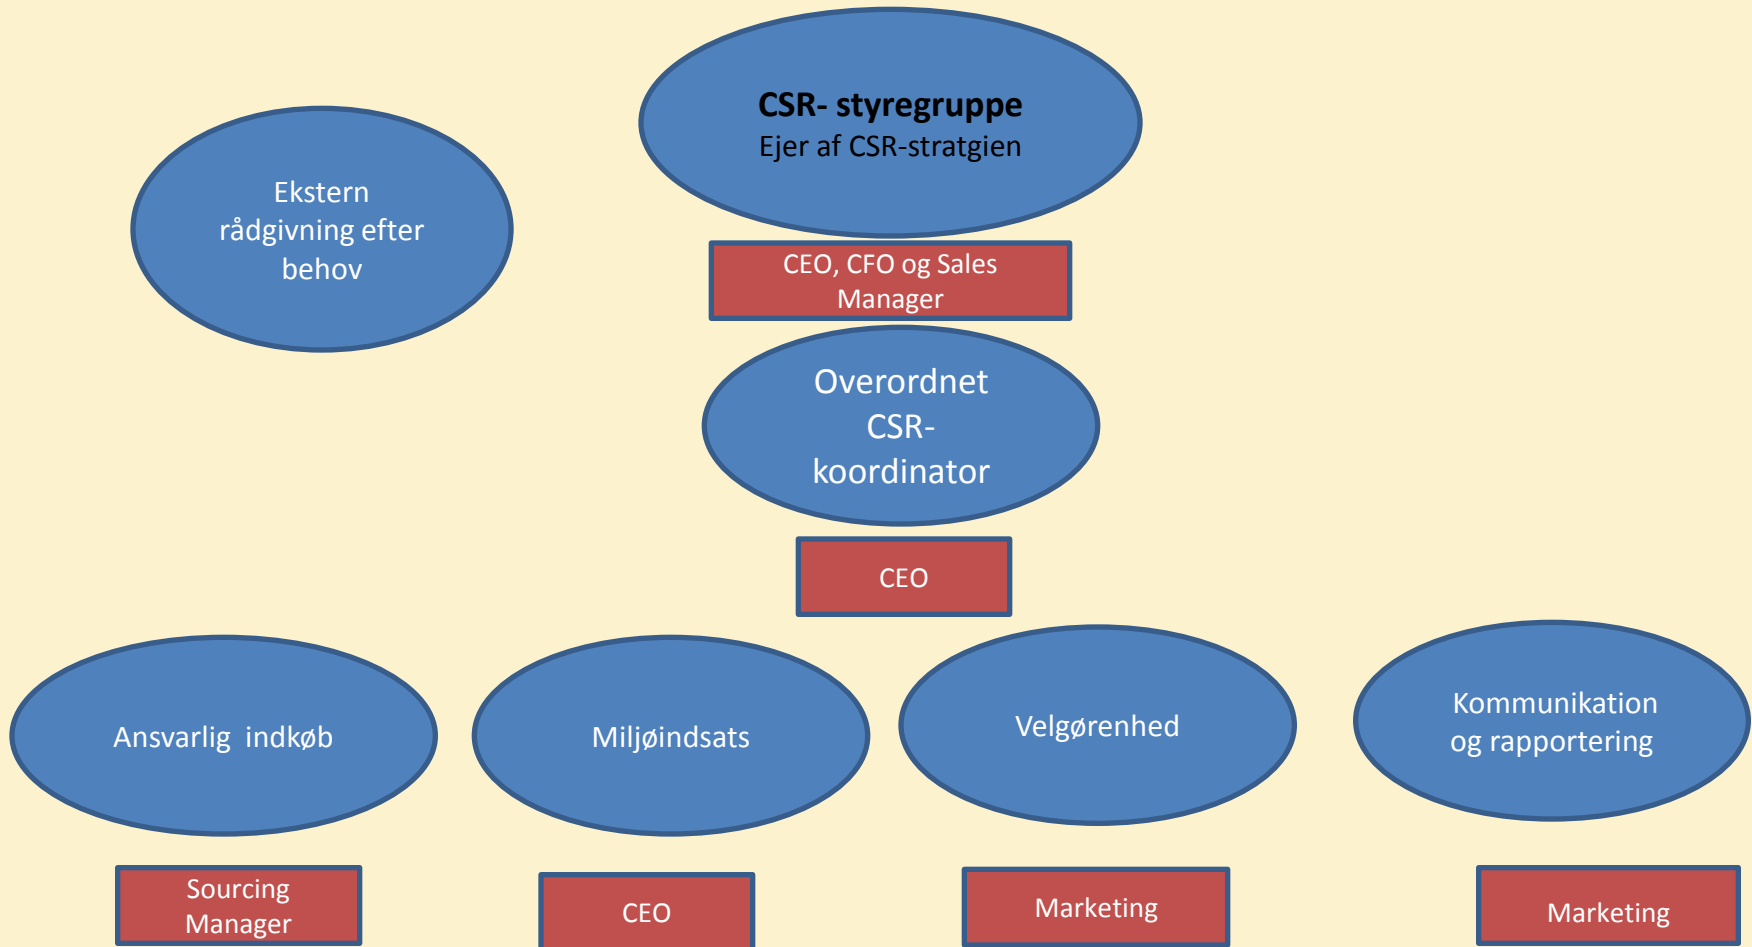 CSR- styregruppe
Ejer af CSR-stratgien
Ekstern
rådgivning efter
behov
CEO, CFO og Sales
Manager
Overordnet
CSR-
koordinator
CEO
Ansvarlig indkøb
Miljøindsats
Velgørenhed
Kommunikation
og rapportering
Sourcing
Manager
CEO
Marketing
Marketing